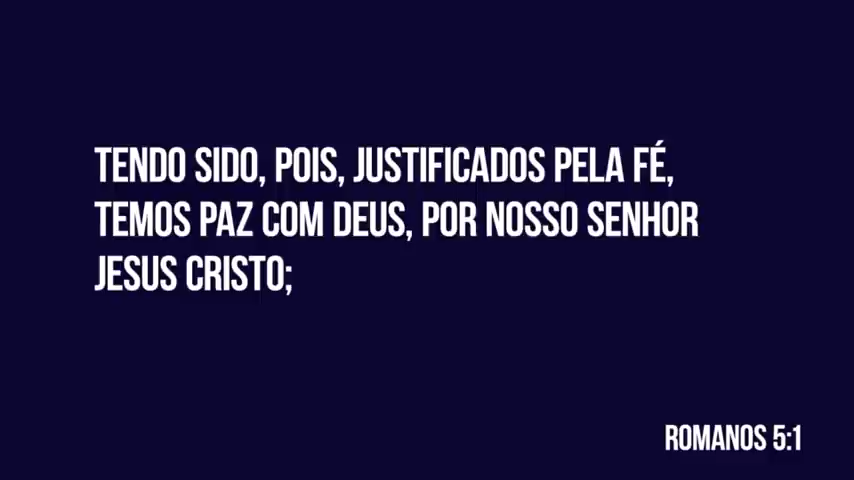 TENDO SIDO, POIS, JUSTIFICADOS PELA FÉ,
TEMOS PAZ COM DEUS, POR NOSSO SENHOR
JESUS CRISTO;
ROMANOS 5:1